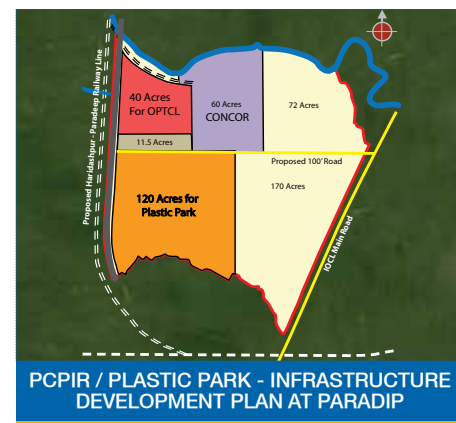 40 Acres
For OPTCL
60 Acres
CONCOR
72 Acres
11.5 Acres
Proposed 100'Road
170 Acres
120 Acres for
Plastic Park
Proposed Haridashpur - Paradeep Railway Line
IOCL Main Road
PCPIR / PLASTIC PARK - INFRASTRUCTURE
DEVELOPMENT PLAN AT PARADIP